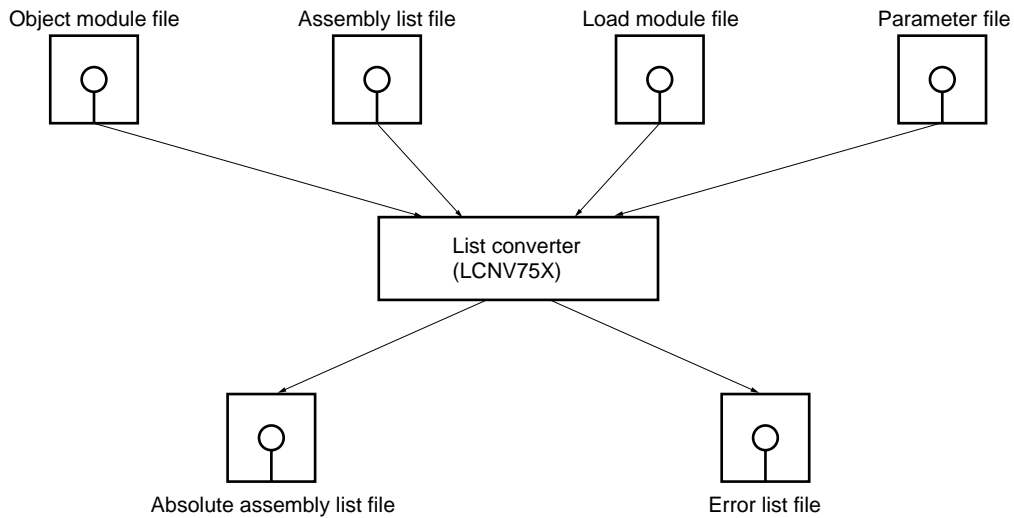 Object module file
Assembly list file
Load module file
Parameter file
List converter
(LCNV75X)
Absolute assembly list file
Error list file